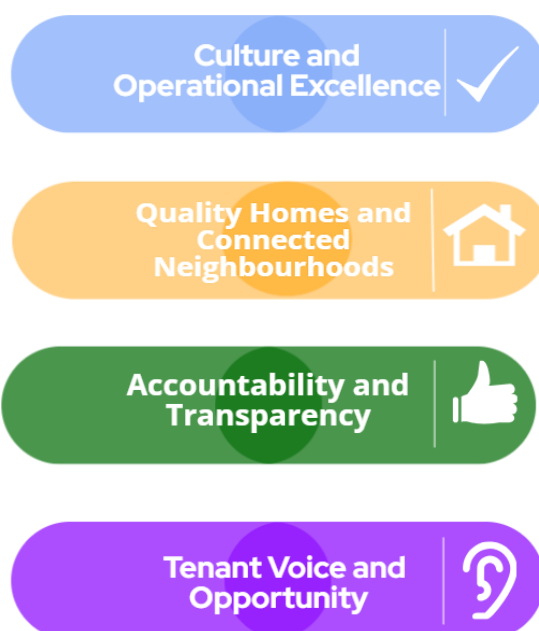 Culture and
Operational Excellence
Quality Homes and
Connected
Neighbourhoods
Accountability and
Transparency
Tenant Voice and
Opportunity